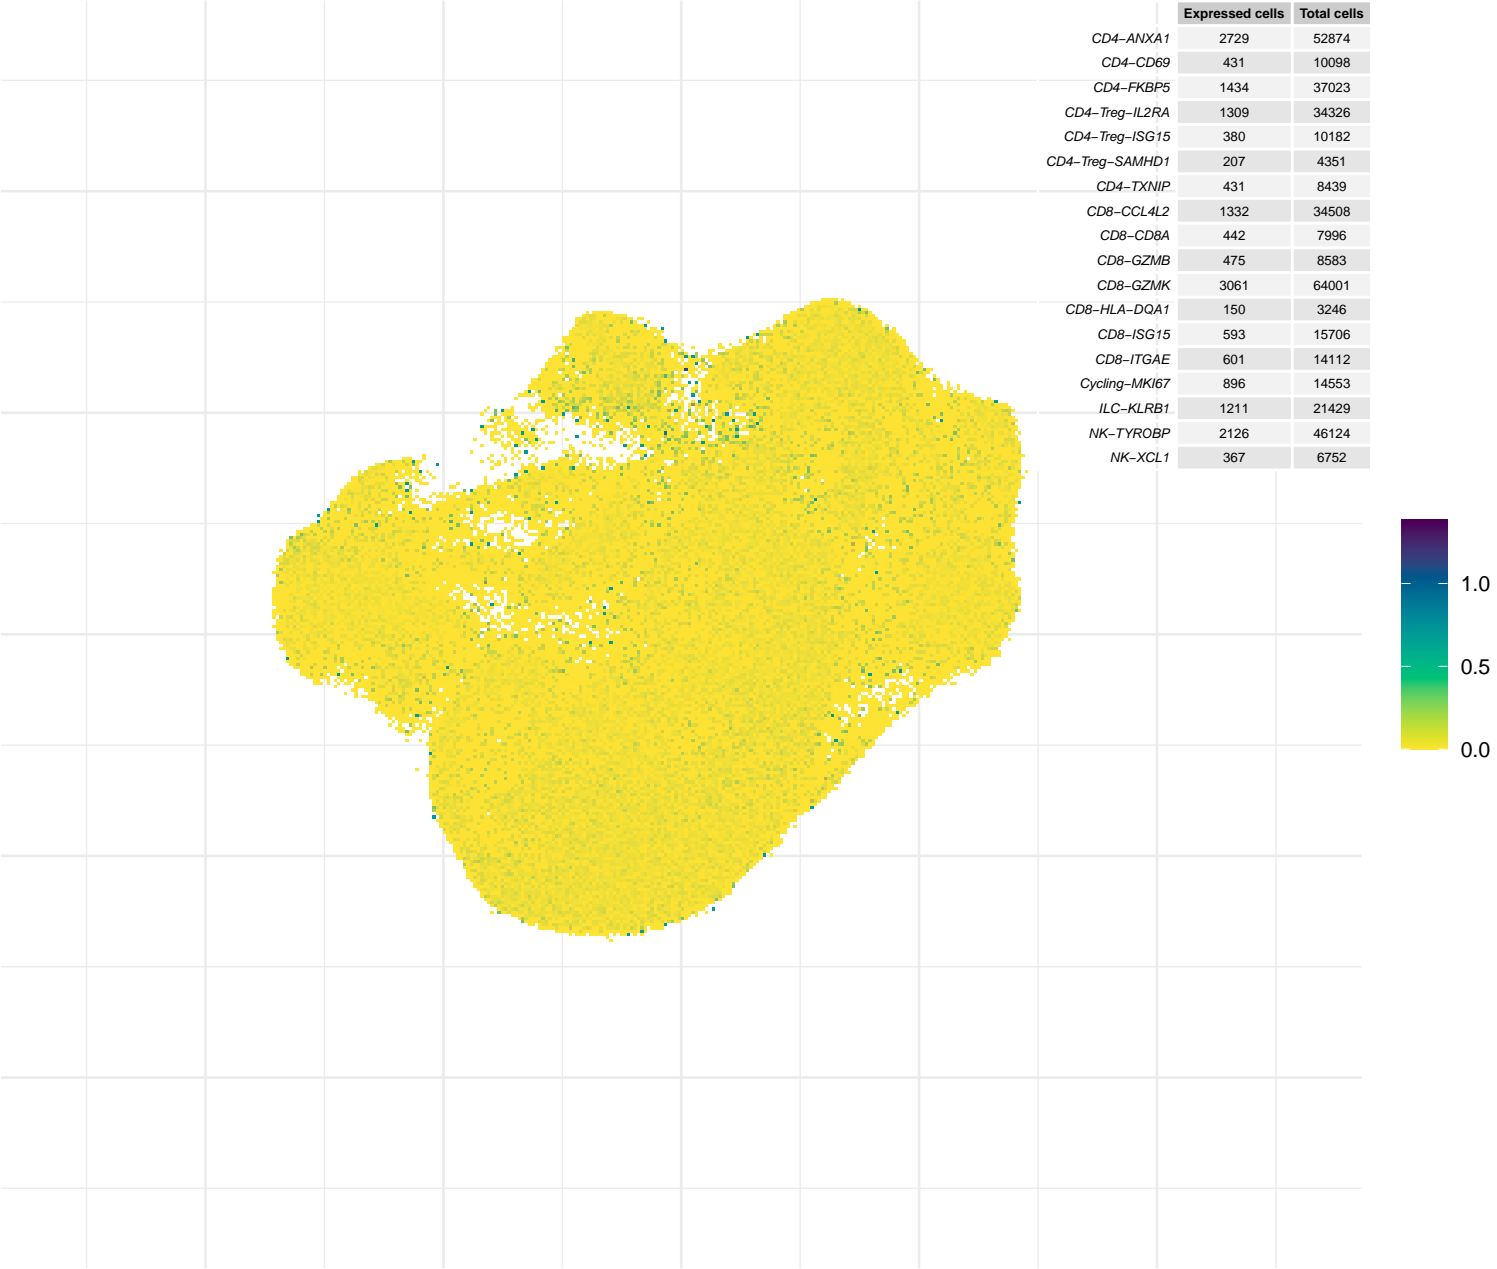 Expressed cells Total cells
CD4−ANXA1 2729 52874
CD4−CD69 431 10098
CD4−FKBP5 1434 37023
CD4−Treg−IL2RA 1309 34326
CD4−Treg−ISG15 380 10182
CD4−Treg−SAMHD1 207 4351
CD4−TXNIP 431 8439
CD8−CCL4L2 1332 34508
CD8−CD8A 442 7996
CD8−GZMB 475 8583
CD8−GZMK 3061 64001
CD8−HLA−DQA1 150 3246
CD8−ISG15 593 15706
CD8−ITGAE 601 14112
Cycling−MKI67 896 14553
ILC−KLRB1 1211 21429
NK−TYROBP 2126 46124
NK−XCL1 367 6752
1.0
0.5
0.0